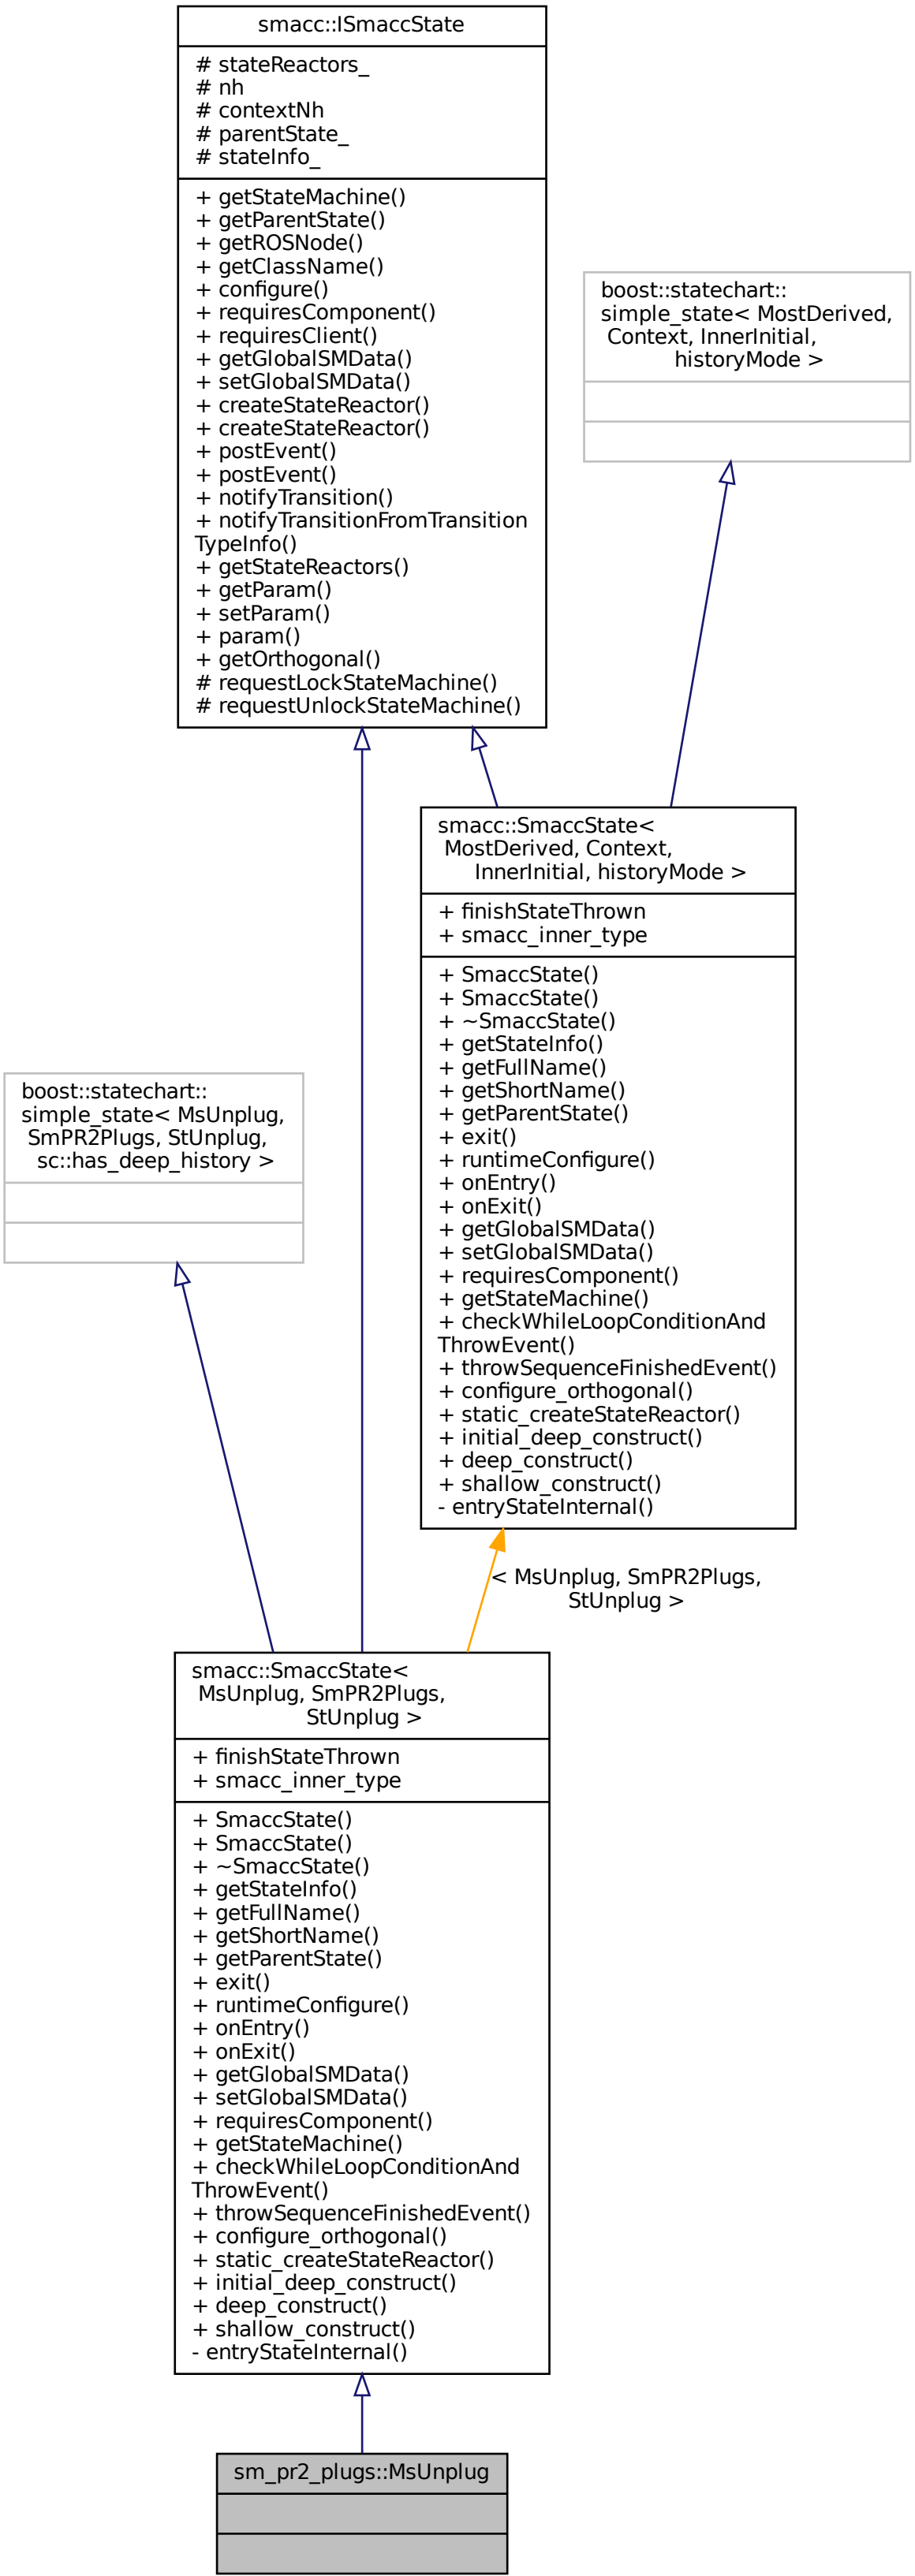 smacc::ISmaccState
# stateReactors_
# nh
# contextNh
# parentState_
# stateInfo_
+ getStateMachine()
+ getParentState()
+ getROSNode()
+ getClassName()
+ configure()
+ requiresComponent()
+ requiresClient()
+ getGlobalSMData()
+ setGlobalSMData()
+ createStateReactor()
+ createStateReactor()
+ postEvent()
+ postEvent()
+ notifyTransition()
+ notifyTransitionFromTransition
TypeInfo()
+ getStateReactors()
+ getParam()
+ setParam()
+ param()
+ getOrthogonal()
# requestLockStateMachine()
# requestUnlockStateMachine()
boost::statechart::
simple_state< MostDerived,
Context, InnerInitial,
historyMode >
smacc::SmaccState<
MostDerived, Context,
InnerInitial, historyMode >
+ finishStateThrown
+ smacc_inner_type
+ SmaccState()
+ SmaccState()
+ ~SmaccState()
+ getStateInfo()
+ getFullName()
+ getShortName()
+ getParentState()
+ exit()
+ runtimeConfigure()
+ onEntry()
+ onExit()
+ getGlobalSMData()
+ setGlobalSMData()
+ requiresComponent()
+ getStateMachine()
+ checkWhileLoopConditionAnd
ThrowEvent()
+ throwSequenceFinishedEvent()
+ configure_orthogonal()
+ static_createStateReactor()
+ initial_deep_construct()
+ deep_construct()
+ shallow_construct()
- entryStateInternal()
boost::statechart::
simple_state< MsUnplug,
SmPR2Plugs, StUnplug,
sc::has_deep_history >
< MsUnplug, SmPR2Plugs,
StUnplug >
smacc::SmaccState<
MsUnplug, SmPR2Plugs,
StUnplug >
+ finishStateThrown
+ smacc_inner_type
+ SmaccState()
+ SmaccState()
+ ~SmaccState()
+ getStateInfo()
+ getFullName()
+ getShortName()
+ getParentState()
+ exit()
+ runtimeConfigure()
+ onEntry()
+ onExit()
+ getGlobalSMData()
+ setGlobalSMData()
+ requiresComponent()
+ getStateMachine()
+ checkWhileLoopConditionAnd
ThrowEvent()
+ throwSequenceFinishedEvent()
+ configure_orthogonal()
+ static_createStateReactor()
+ initial_deep_construct()
+ deep_construct()
+ shallow_construct()
- entryStateInternal()
sm_pr2_plugs::MsUnplug